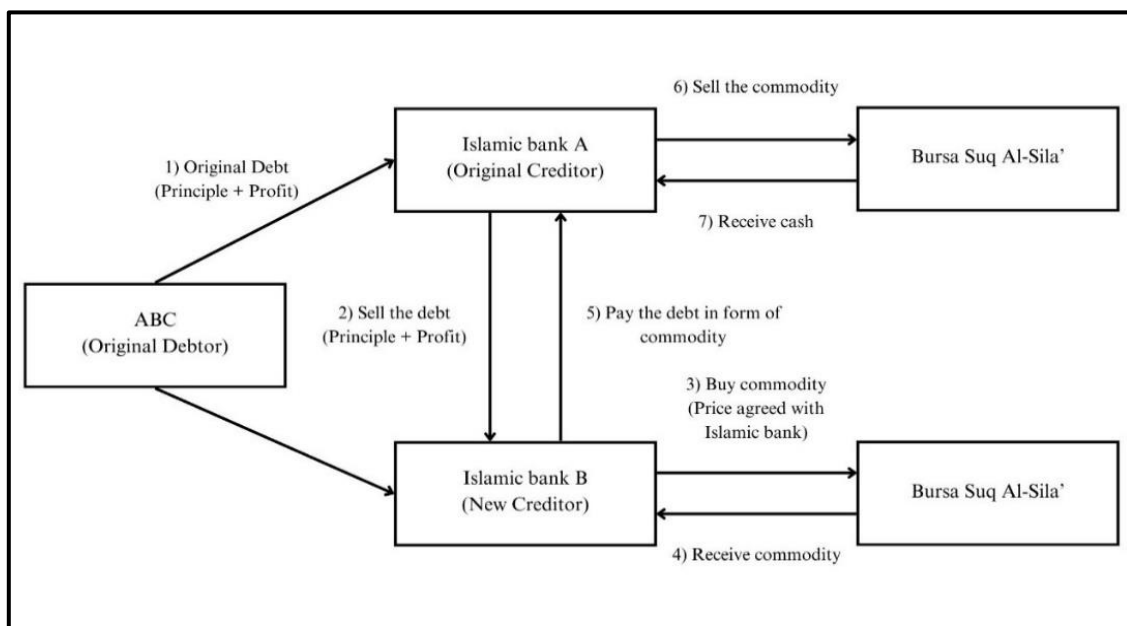 6) Sell the commodity
Islamic bank A
(Original Creditor)
Bursa Suq Al-Sila’
1) Original Debt
(Principle + Profit)
7) Receive cash
ABC
(Original Debtor)
2) Sell the debt
(Principle + Profit)
5) Pay the debt in form of
commodity
3) Buy commodity
(Price agreed with
Islamic bank)
Islamic bank B
(New Creditor)
Bursa Suq Al-Sila’
4) Receive commodity